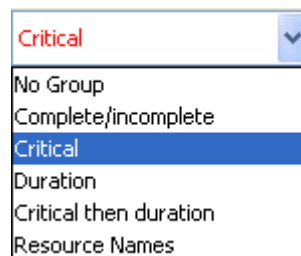 Critical
No Group
Complete/incomplete
Critical
Duration
Critical then duration
Resource Names